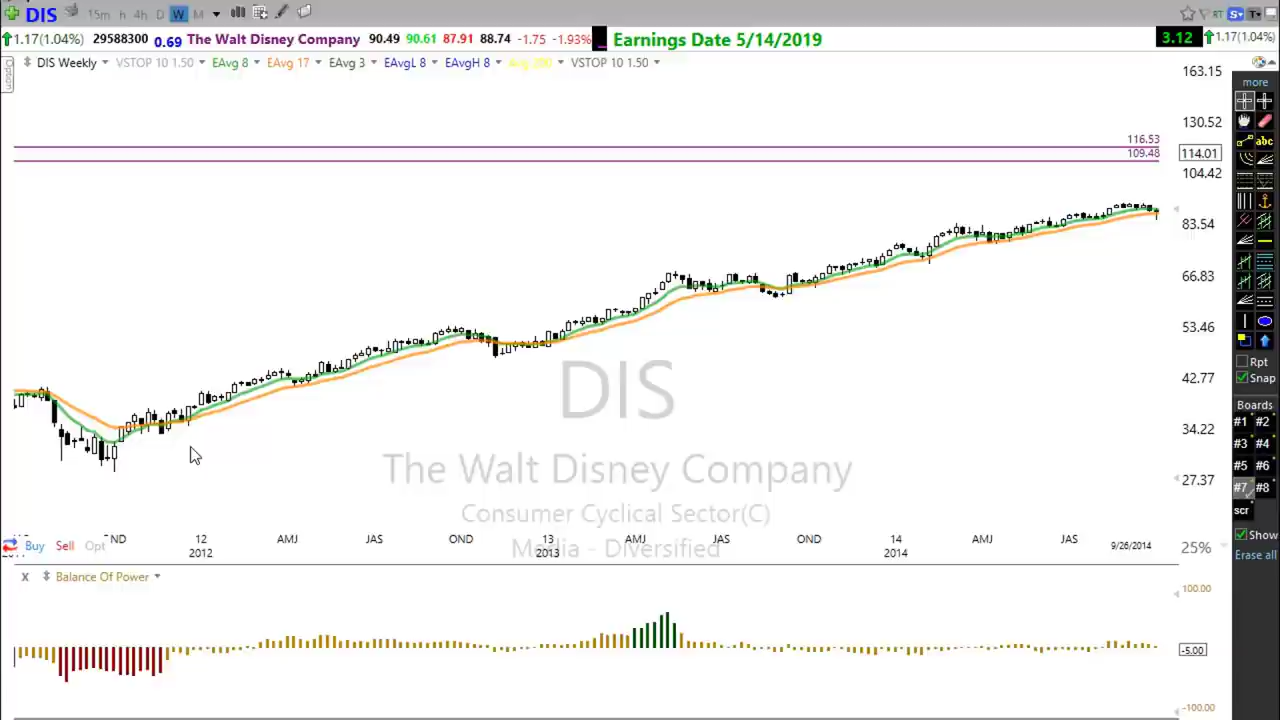 DIS 15m h 4h D W M RT S T 
1.17(1.04%) 29588300 0.69 The Walt Disney Company 90.49 90.61 87.91 88.74 -1.75 -1.93% Earnings Date 5/14/2019 3.12 1.17(1.04%)
DIS Weekly VSTOP 10 1.50 EAvg 8 EAvg 17 EAvg 3 EAvgL 8 EAvgH 8 Avg 200 VSTOP 10 1.50
163.15
more
130.52
116.53
109.48
114.01
104.42
abc
83.54
66.83
53.46
42.77
34.22
27.37
DIS
The Walt Disney Company
Consumer Cyclical Sector(C)
Media - Diversified
Rpt
Snap
Boards
#1 #2
#3 #4
#5 #6
#7 #8
scr
Show
Erase all
OND 12 AMJ JAS OND 13 AMJ JAS OND 14 AMJ JAS 9/26/2014
2012 2013 2014
Buy Sell Opt
25%
X Balance Of Power
100.00
-5.00
-100.00